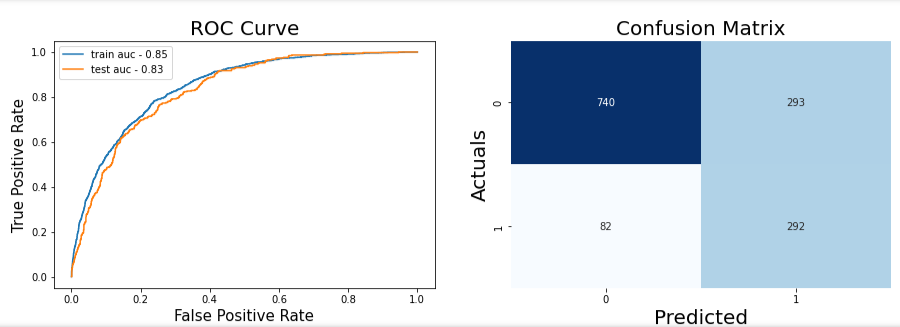 ROC Curve
train auc - 0.85
test auc - 0.83
1.0
0.8
0.6
0.4
0.2
0.0
True Positive Rate
0.0 0.2 0.4 0.6 0.8 1.0
False Positive Rate
Confusion Matrix
Actuals
0
740 293
1
82 292
0 1
Predicted